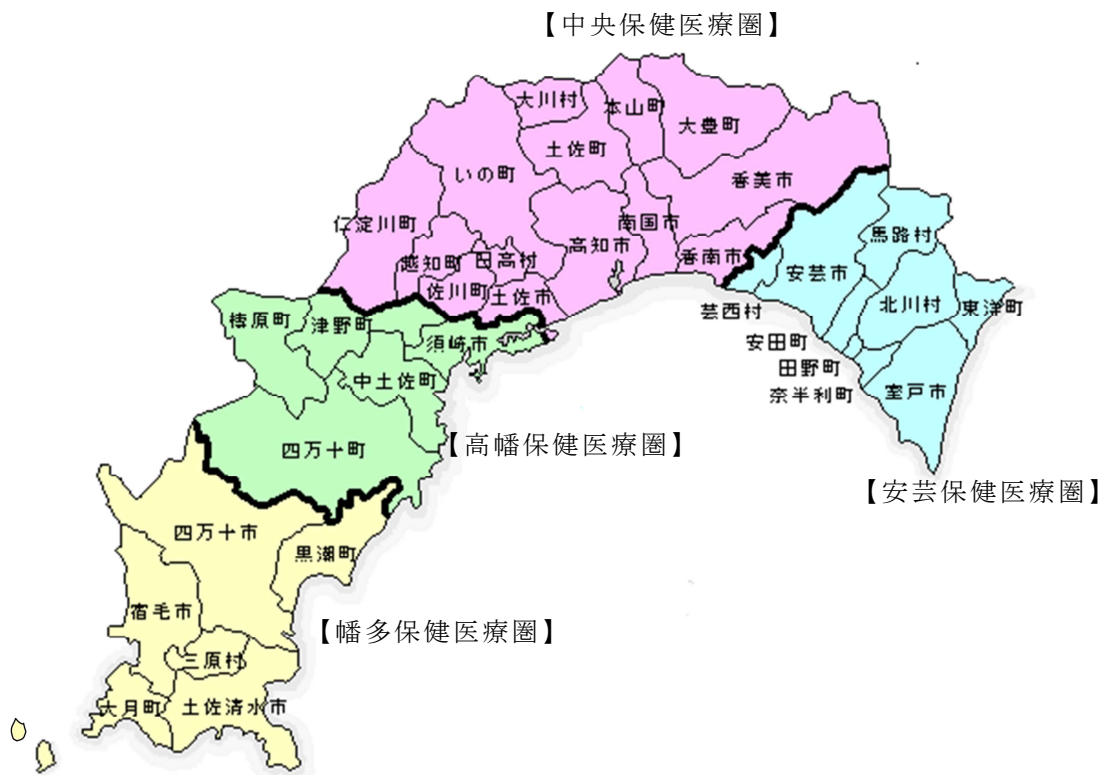 【中央保健医療圏】
大川村
本山町
大豊町
土佐町
いの町
香美市
仁淀川町
南国市
高知市
越知町
日高村
香南市
佐川町
土佐市
馬路村
安芸市
北川村
東洋町
芸西村
安田町
田野町
奈半利町
室戸市
梼原町
津野町
須崎市
中土佐町
四万十町
【高幡保健医療圏】
【安芸保健医療圏】
四万十市
黒潮町
宿毛市
【幡多保健医療圏】
三原村
大月町
土佐清水市